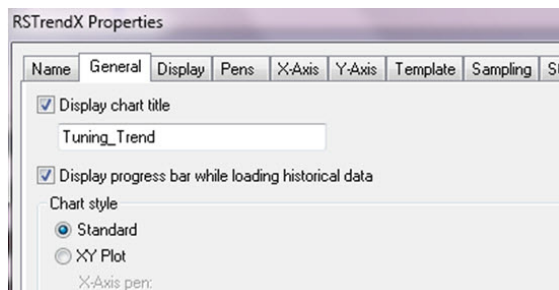 RSTrendX Properties
Name General Display Pens X-Axis Y-Axis Template Sampling
Display chart title
Tuning_Trend
Display progress bar while loading historical data
Chart style
Standard
XY Plot
X-Axis pen: